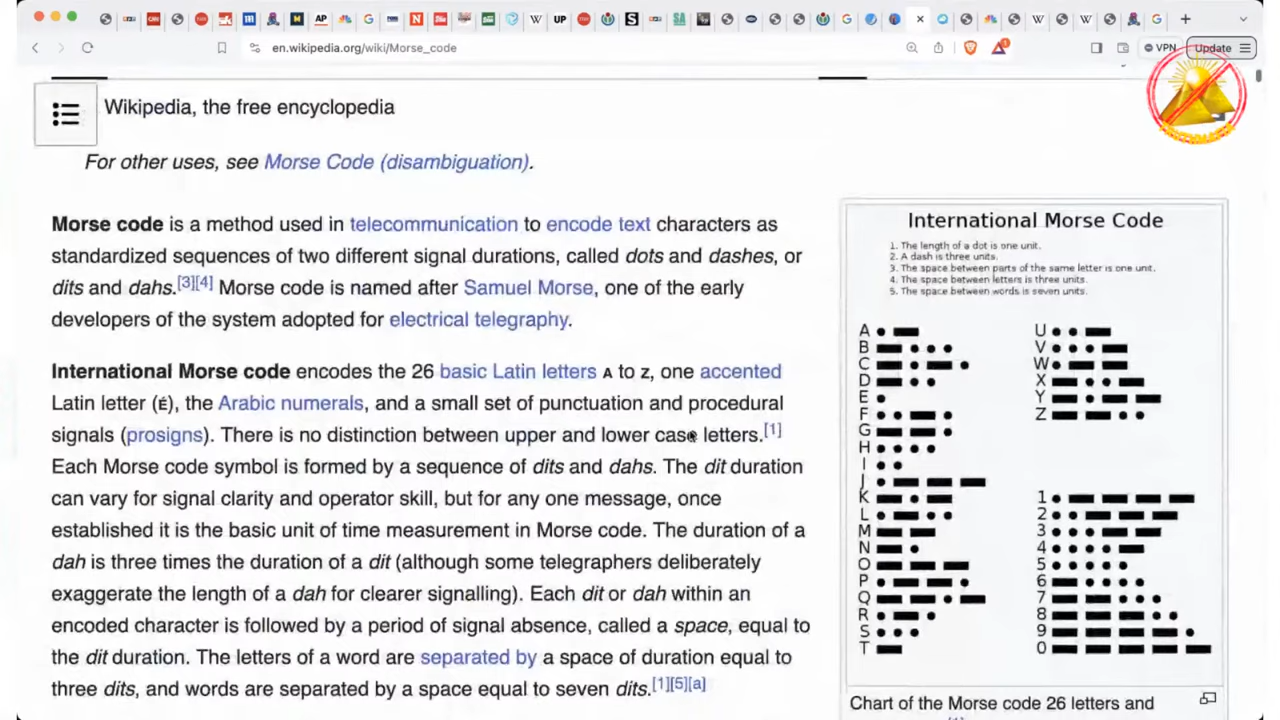 en.wikipedia.org/wiki/Morse_code
VPN
Update
Wikipedia, the free encyclopedia
For other uses, see Morse Code (disambiguation).
Morse code is a method used in telecommunication to encode text characters as
standardized sequences of two different signal durations, called dots and dashes, or
dits and dahs.[3][4] Morse code is named after Samuel Morse, one of the early
developers of the system adopted for electrical telegraphy.
International Morse code encodes the 26 basic Latin letters A to Z, one accented
Latin letter (É), the Arabic numerals, and a small set of punctuation and procedural
signals (prosigns). There is no distinction between upper and lower case letters.[1]
Each Morse code symbol is formed by a sequence of dits and dahs. The dit duration
can vary for signal clarity and operator skill, but for any one message, once
established it is the basic unit of time measurement in Morse code. The duration of a
dah is three times the duration of a dit (although some telegraphers deliberately
exaggerate the length of a dah for clearer signalling). Each dit or dah within an
encoded character is followed by a period of signal absence, called a space, equal to
the dit duration. The letters of a word are separated by a space of duration equal to
three dits, and words are separated by a space equal to seven dits.[1][5][a]
International Morse Code
1. The length of a dot is one unit.
2. A dash is three units.
3. The space between parts of the same letter is one unit.
4. The space between letters is three units.
5. The space between words is seven units.
A
B
C
D
E
F
G
H
I
J
K
L
M
N
O
P
Q
R
S
T
U
V
W
X
Y
Z
1
2
3
4
5
6
7
8
9
0
Chart of the Morse code 26 letters and